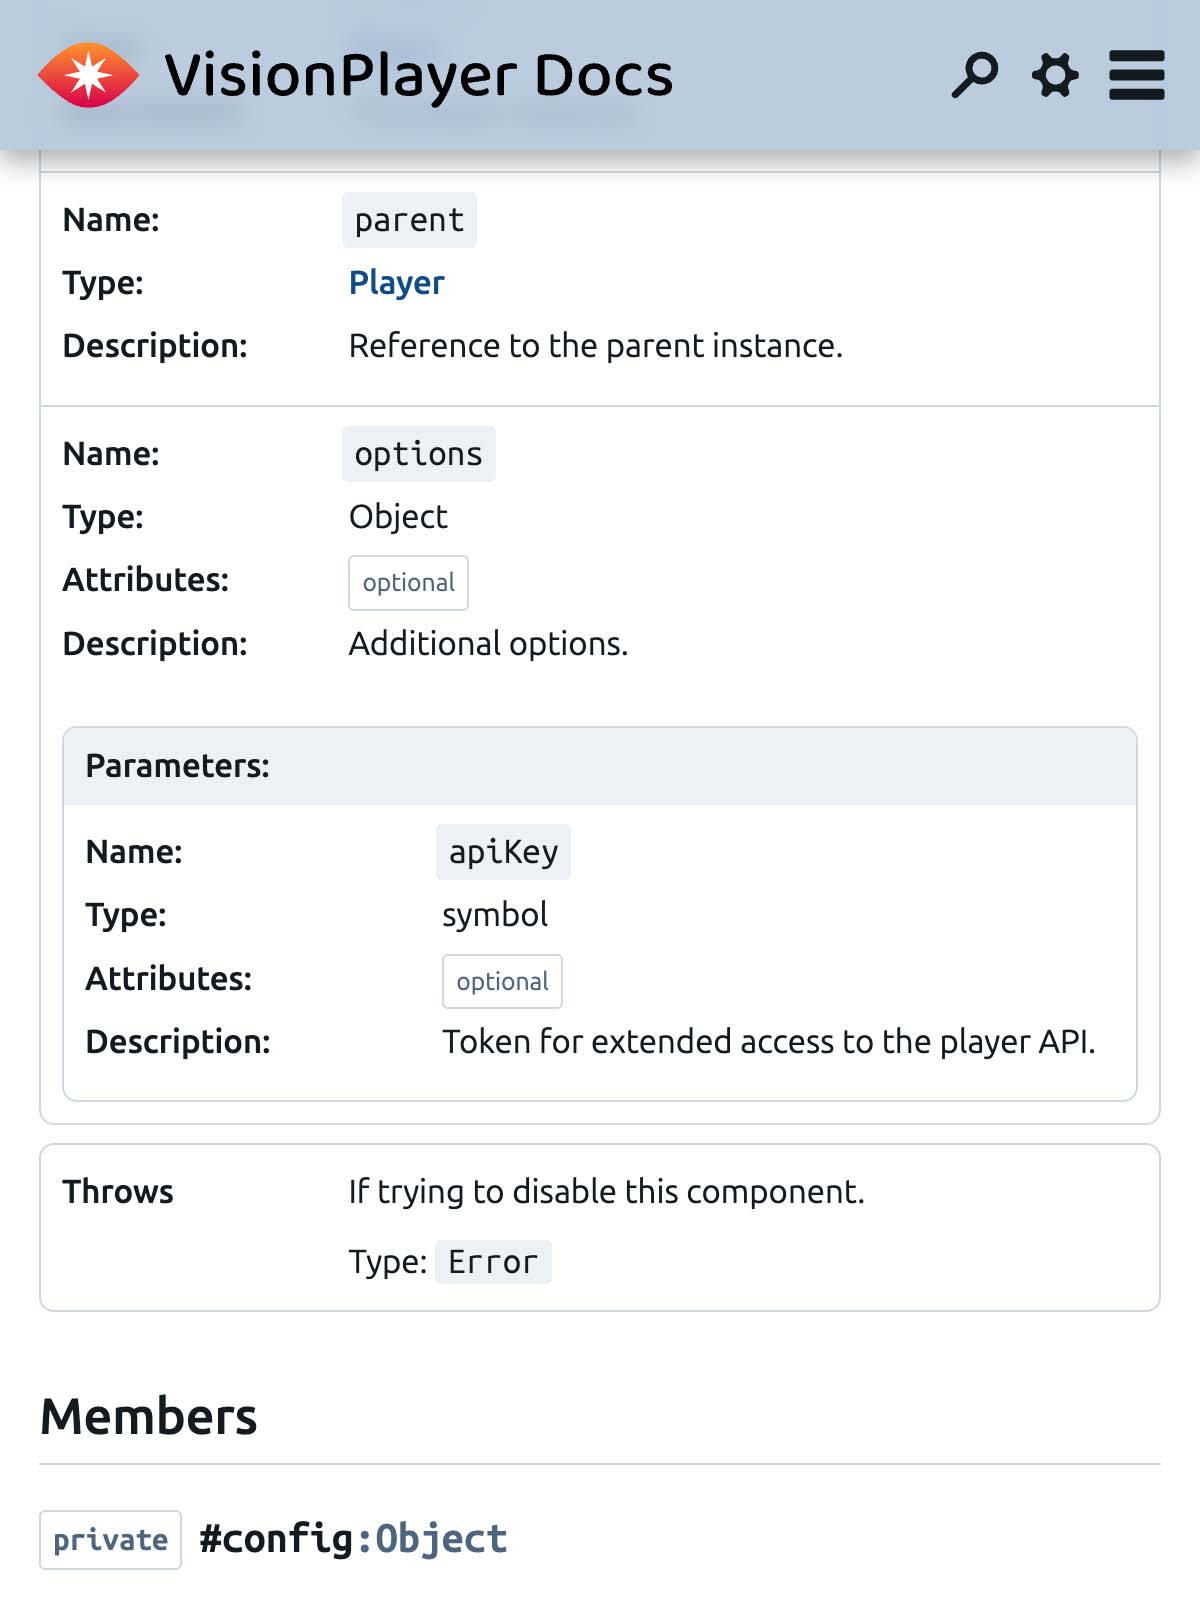 VisionPlayer Docs
Name: parent
Type: Player
Description: Reference to the parent instance.
Name: options
Type: Object
Attributes: optional
Description: Additional options.
Parameters:
Name: apiKey
Type: symbol
Attributes: optional
Description: Token for extended access to the player API.
Throws If trying to disable this component.
Type: Error
Members
private #config:Object